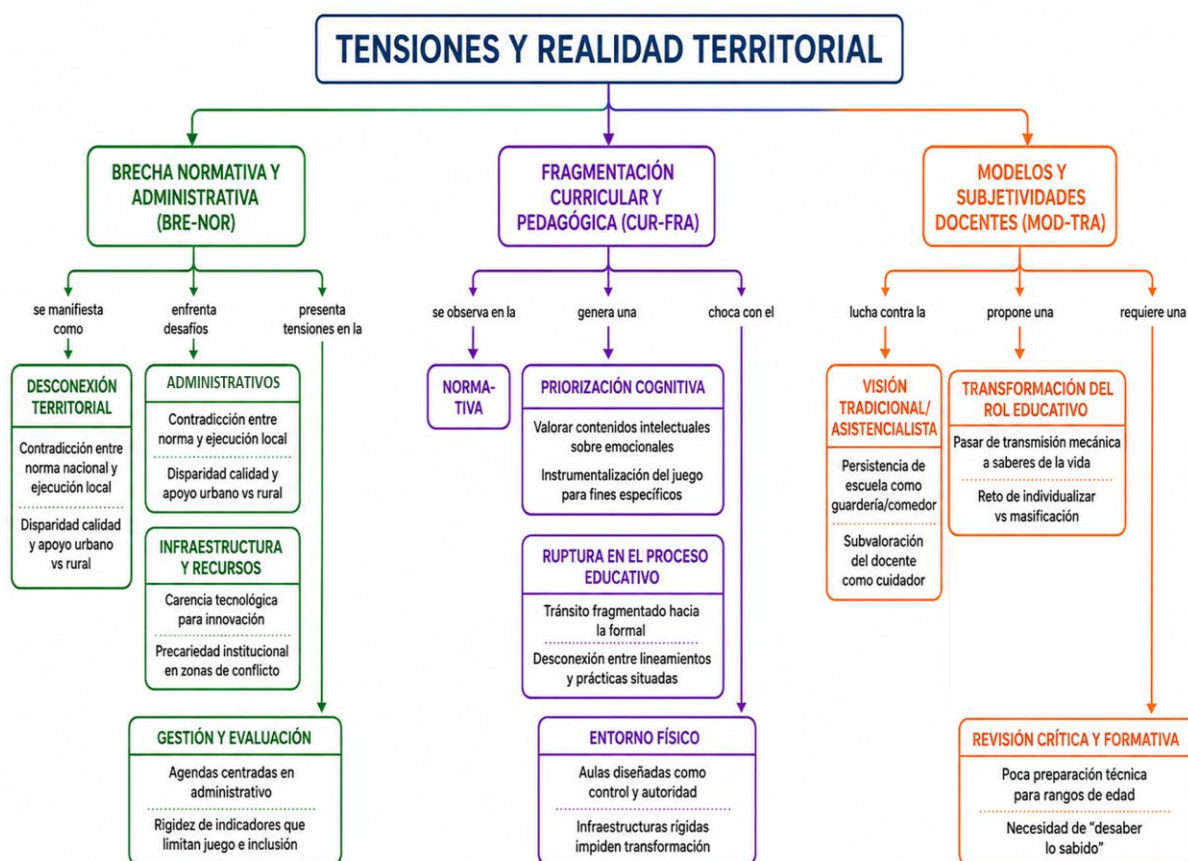 TENSIONES Y REALIDAD TERRITORIAL
BRECHA NORMATIVA Y
ADMINISTRATIVA
(BRE-NOR)
se manifiesta
como
enfrenta
desafíos
presenta
tensiones en la
DESCONEXIÓN
TERRITORIAL
Contradicción entre
norma nacional y
ejecución local
Disparidad calidad
y apoyo urbano
vs rural
ADMINISTRATIVOS
Contradicción entre
norma y ejecución local
Disparidad calidad y
apoyo urbano vs rural
INFRAESTRUCTURA
Y RECURSOS
Carencia tecnológica
para innovación
Precariedad institucional
en zonas de conflicto
GESTIÓN Y EVALUACIÓN
Agendas centradas en
administrativo
Rigidez de indicadores que
limitan juego e inclusión
FRAGMENTACIÓN
CURRICULAR Y
PEDAGÓGICA (CUR-FRA)
se observa en la
genera una
choca con el
NORMA-
TIVA
PRIORIZACIÓN COGNITIVA
Valorar contenidos intelectuales
sobre emocionales
Instrumentalización del juego
para fines específicos
RUPTURA EN EL PROCESO
EDUCATIVO
Tránsito fragmentado hacia
la formal
Desconexión entre lineamientos
y prácticas situadas
ENTORNO FÍSICO
Aulas diseñadas como
control y autoridad
Infraestructuras rígidas
impiden transformación
MODELOS Y
SUBJETIVIDADES
DOCENTES (MOD-TRA)
lucha contra la
propone una
requiere una
VISIÓN
TRADICIONAL/
ASISTENCIALISTA
Persistencia de
escuela como
guardería/comedor
Subvaloración
del docente
como cuidador
TRANSFORMACIÓN DEL
ROL EDUCATIVO
Pasar de transmisión mecánica
a saberes de la vida
Reto de individualizar
vs masificación
REVISIÓN CRÍTICA Y FORMATIVA
Poca preparación técnica
para rangos de edad
Necesidad de “desaber
lo sabido”